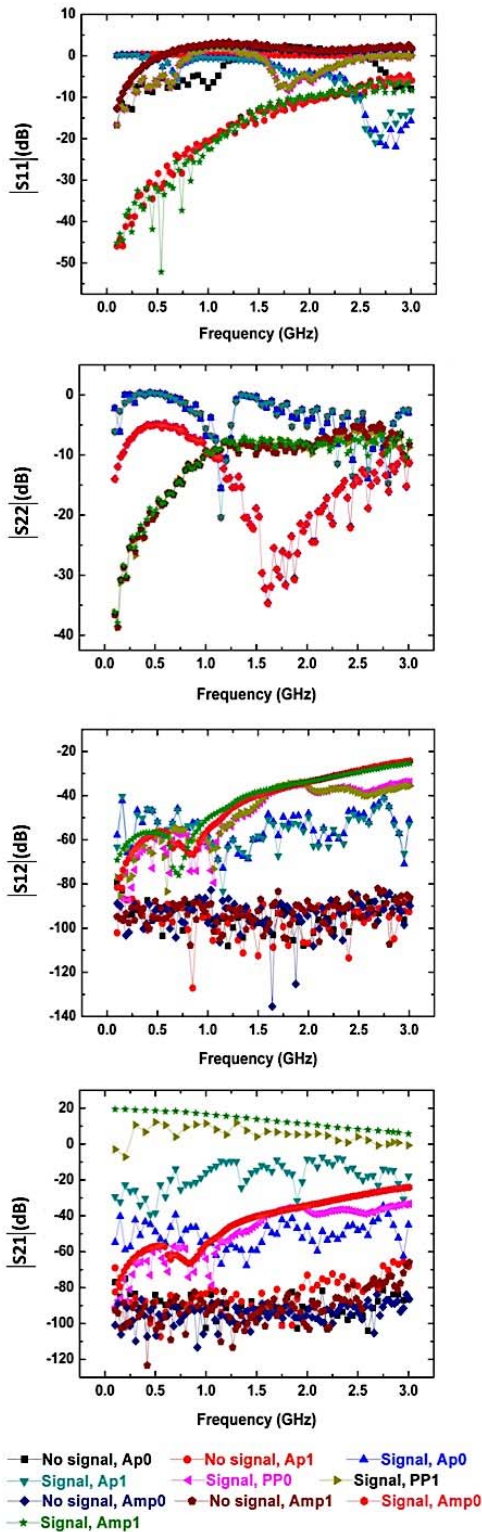 10
0
-10
-20
-30
-40
-50
|S11|(dB)
0.0 0.5 1.0 1.5 2.0 2.5 3.0
Frequency (GHz)
0
-10
-20
-30
-40
|S22|(dB)
0.0 0.5 1.0 1.5 2.0 2.5 3.0
Frequency (GHz)
-20
-40
-60
-80
-100
-120
-140
|S12|(dB)
0.0 0.5 1.0 1.5 2.0 2.5 3.0
Frequency (GHz)
20
0
-20
-40
-60
-80
-100
-120
|S21|(dB)
0.0 0.5 1.0 1.5 2.0 2.5 3.0
Frequency (GHz)
No signal, Ap0 No signal, Ap1 Signal, Ap0
Signal, Ap1 Signal, PP0 Signal, PP1
No signal, Amp0 No signal, Amp1 Signal, Amp0
Signal, Amp1